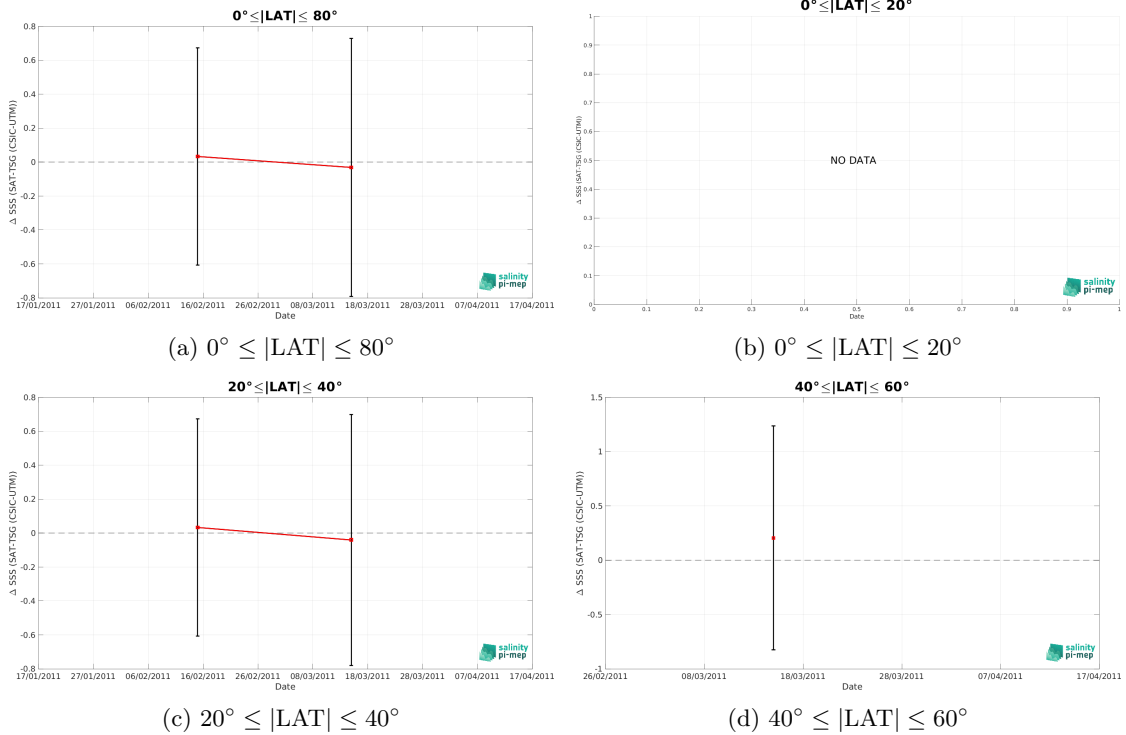 0°≤|LAT|≤ 80°
0.8
0.6
0.4
0.2
0
-0.2
-0.4
-0.6
-0.8
Δ SSS (SAT-TSG (CSIC-UTM))
17/01/2011 27/01/2011 06/02/2011 16/02/2011 26/02/2011 08/03/2011 18/03/2011 28/03/2011 07/04/2011 17/04/2011
Date
salinity
pi-mep
(a) 0° ≤ |LAT| ≤ 80°
0°≤|LAT|≤ 20°
1
0.9
0.8
0.7
0.6
0.5
0.4
0.3
0.2
0.1
0
Δ SSS (SAT-TSG (CSIC-UTM))
NO DATA
0 0.1 0.2 0.3 0.4 0.5 0.6 0.7 0.8 0.9 1
Date
salinity
pi-mep
(b) 0° ≤ |LAT| ≤ 20°
20°≤|LAT|≤ 40°
0.8
0.6
0.4
0.2
0
-0.2
-0.4
-0.6
-0.8
Δ SSS (SAT-TSG (CSIC-UTM))
17/01/2011 27/01/2011 06/02/2011 16/02/2011 26/02/2011 08/03/2011 18/03/2011 28/03/2011 07/04/2011 17/04/2011
Date
salinity
pi-mep
(c) 20° ≤ |LAT| ≤ 40°
40°≤|LAT|≤ 60°
1.5
1
0.5
0
-0.5
-1
Δ SSS (SAT-TSG (CSIC-UTM))
26/02/2011 08/03/2011 18/03/2011 28/03/2011 07/04/2011 17/04/2011
Date
salinity
pi-mep
(d) 40° ≤ |LAT| ≤ 60°